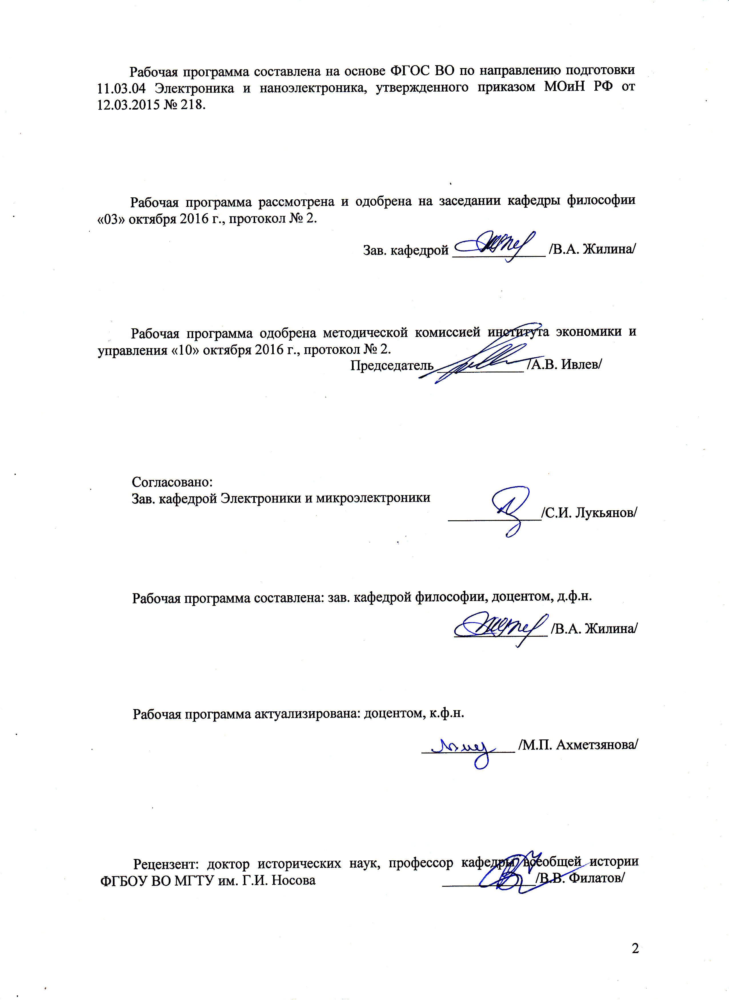 Рабочая программа составлена на основе ФГОС ВО по направлению подготовки
11.03.04 Электроника и наноэлектроника, утвержденного приказом МОиН РФ от
12.03.2015 № 218.
Рабочая программа рассмотрена и одобрена на заседании кафедры философии
«03» октября 2016 г., протокол № 2.
Зав. кафедрой /В.А. Жилина/
Рабочая программа одобрена методической комиссией института экономики и
управления «10» октября 2016 г., протокол № 2.
Председатель /А.В. Ивлев/
Согласовано:
Зав. кафедрой Электроники и микроэлектроники
/С.И. Лукьянов/
Рабочая программа составлена: зав. кафедрой философии, доцентом, д.ф.н.
/В.А. Жилина/
Рабочая программа актуализирована: доцентом, к.ф.н.
/М.П. Ахметзянова/
Рецензент: доктор исторических наук, профессор кафедры всеобщей истории
ФГБОУ ВО МГТУ им. Г.И. Носова /В.В. Филатов/
2